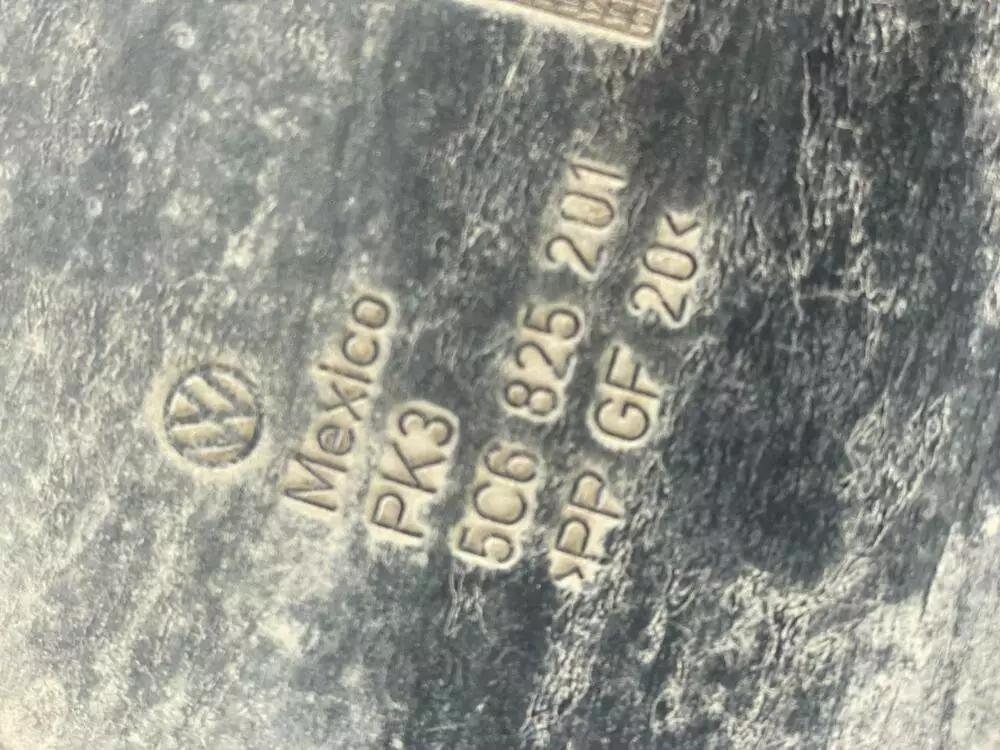 Mexico
PK3
5C6 825 201
>PP GF 20<